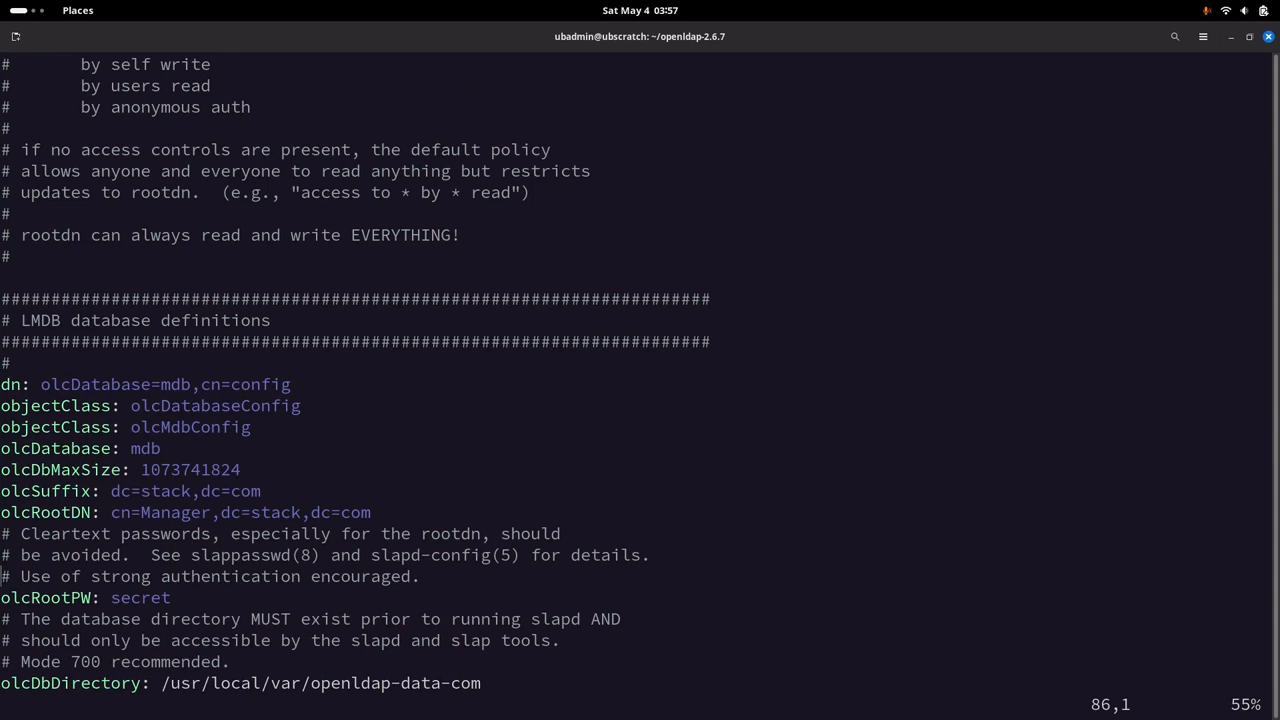 Places
Sat May 4 03:57
ubadmin@ubscratch: ~/openldap-2.6.7
#       by self write
#       by users read
#       by anonymous auth
#
# if no access controls are present, the default policy
# allows anyone and everyone to read anything but restricts
# updates to rootdn.  (e.g., "access to * by * read")
#
# rootdn can always read and write EVERYTHING!
#
#######################################################################
# LMDB database definitions
#######################################################################
#
dn: olcDatabase=mdb,cn=config
objectClass: olcDatabaseConfig
objectClass: olcMdbConfig
olcDatabase: mdb
olcDbMaxSize: 1073741824
olcSuffix: dc=stack,dc=com
olcRootDN: cn=Manager,dc=stack,dc=com
# Cleartext passwords, especially for the rootdn, should
# be avoided.  See slappasswd(8) and slapd-config(5) for details.
# Use of strong authentication encouraged.
olcRootPW: secret
# The database directory MUST exist prior to running slapd AND
# should only be accessible by the slapd and slap tools.
# Mode 700 recommended.
olcDbDirectory: /usr/local/var/openldap-data-com
86,1          55%